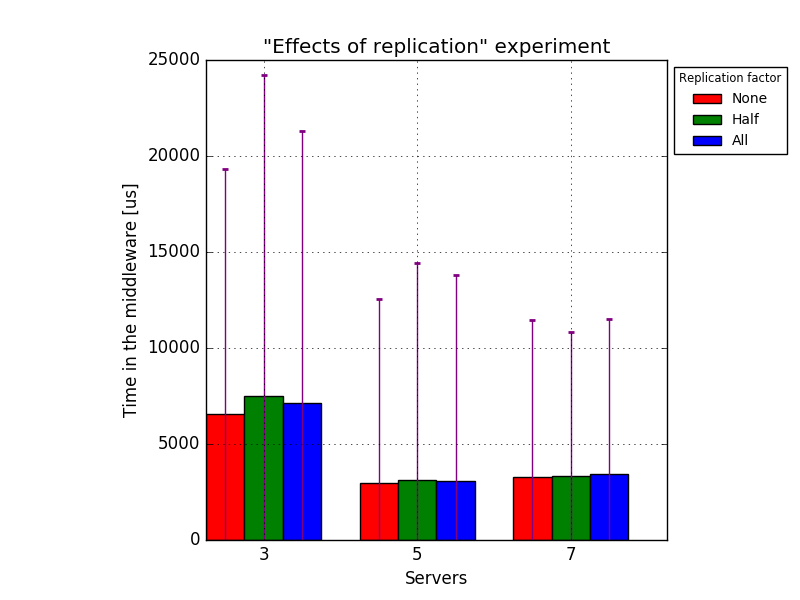 "Effects of replication" experiment
25000
20000
15000
10000
5000
0
Time in the middleware [us]
3
5
7
Servers
Replication factor
None
Half
All